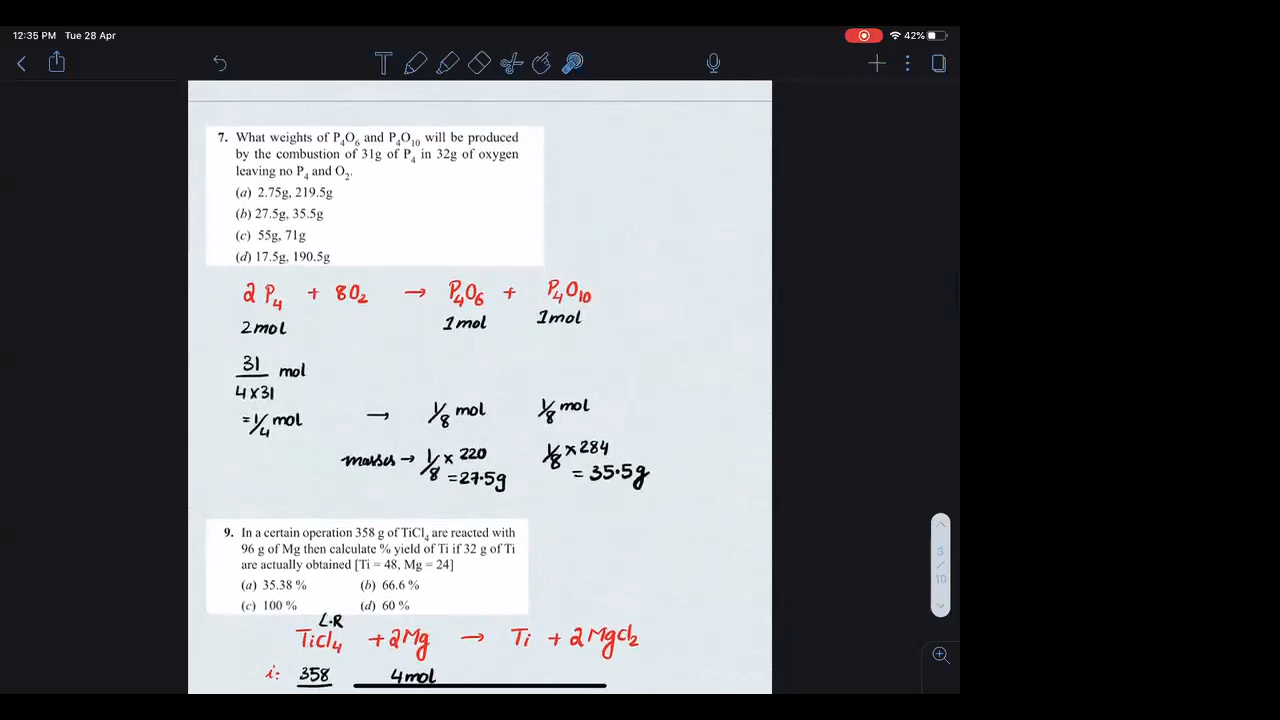 12:35 PM Tue 28 Apr
42%
7. What weights of P₄O₆ and P₄O₁₀ will be produced
by the combustion of 31g of P₄ in 32g of oxygen
leaving no P₄ and O₂.
(a) 2.75g, 219.5g
(b) 27.5g, 35.5g
(c) 55g, 71g
(d) 17.5g, 190.5g
2 P₄ + 8O₂ → P₄O₆ + P₄O₁₀
2mol 1mol 1mol
31/4×31 mol
=1/4 mol → 1/8 mol 1/8 mol
masses → 1/8 × 220 1/8 × 284
=27.5g = 35.5g
9. In a certain operation 358 g of TiCl₄ are reacted with
96 g of Mg then calculate % yield of Ti if 32 g of Ti
are actually obtained [Ti = 48, Mg = 24]
(a) 35.38 % (b) 66.6 %
(c) 100 % (d) 60 %
L.R
TiCl₄ + 2Mg → Ti + 2MgCl₂
i: 358 4mol
3
/
10